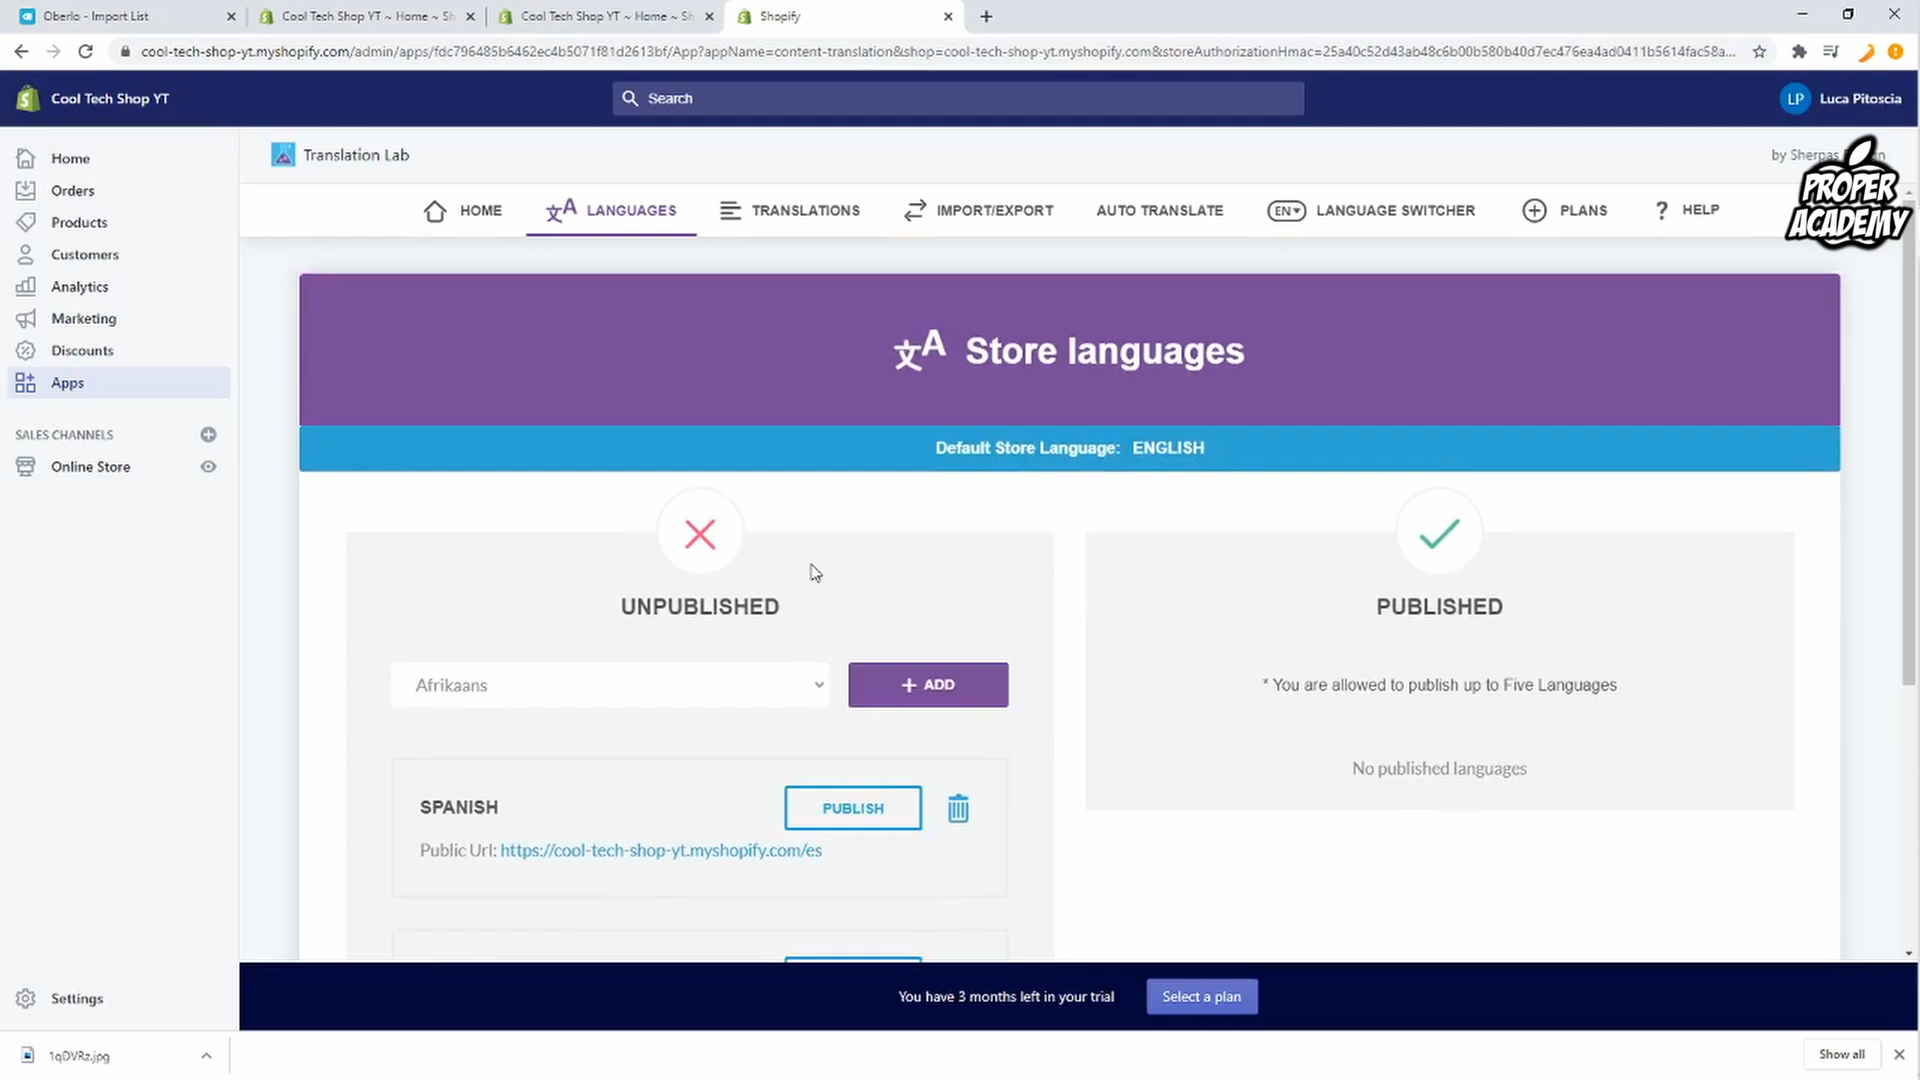 Oberlo - Import List
Cool Tech Shop YT ~ Home ~ Sh
Cool Tech Shop YT ~ Home ~ Sh
Shopify
cool-tech-shop-yt.myshopify.com/admin/apps/fdc796485b6462ec4b5071f81d2613bf/App?appName=content-translation&shop=cool-tech-shop-yt.myshopify.com&storeAuthorizationHmac=25a40c52d43ab48c6b00b580b40d7ec476ea4ad0411b5614fac58a...
Cool Tech Shop YT
Search
LP
Luca Pitoscia
Home
Orders
Products
Customers
Analytics
Marketing
Discounts
Apps
SALES CHANNELS
Online Store
Settings
Translation Lab
by Sherpas
PROPER
ACADEMY
HOME
LANGUAGES
TRANSLATIONS
IMPORT/EXPORT
AUTO TRANSLATE
EN
LANGUAGE SWITCHER
PLANS
? HELP
Store languages
Default Store Language: ENGLISH
UNPUBLISHED
Afrikaans
+ ADD
SPANISH
PUBLISH
Public Url: https://cool-tech-shop-yt.myshopify.com/es
PUBLISHED
* You are allowed to publish up to Five Languages
No published languages
You have 3 months left in your trial
Select a plan
1qDVRz.jpg
Show all